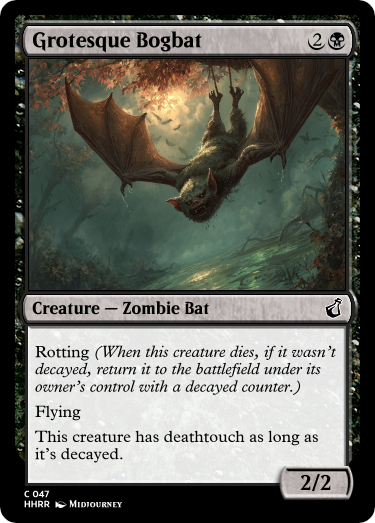 Grotesque Bogbat 2
Creature — Zombie Bat
Rotting (When this creature dies, if it wasn't
decayed, return it to the battlefield under its
owner's control with a decayed counter.)
Flying
This creature has deathtouch as long as
it's decayed.
2/2
C 047
HHRR Midjourney